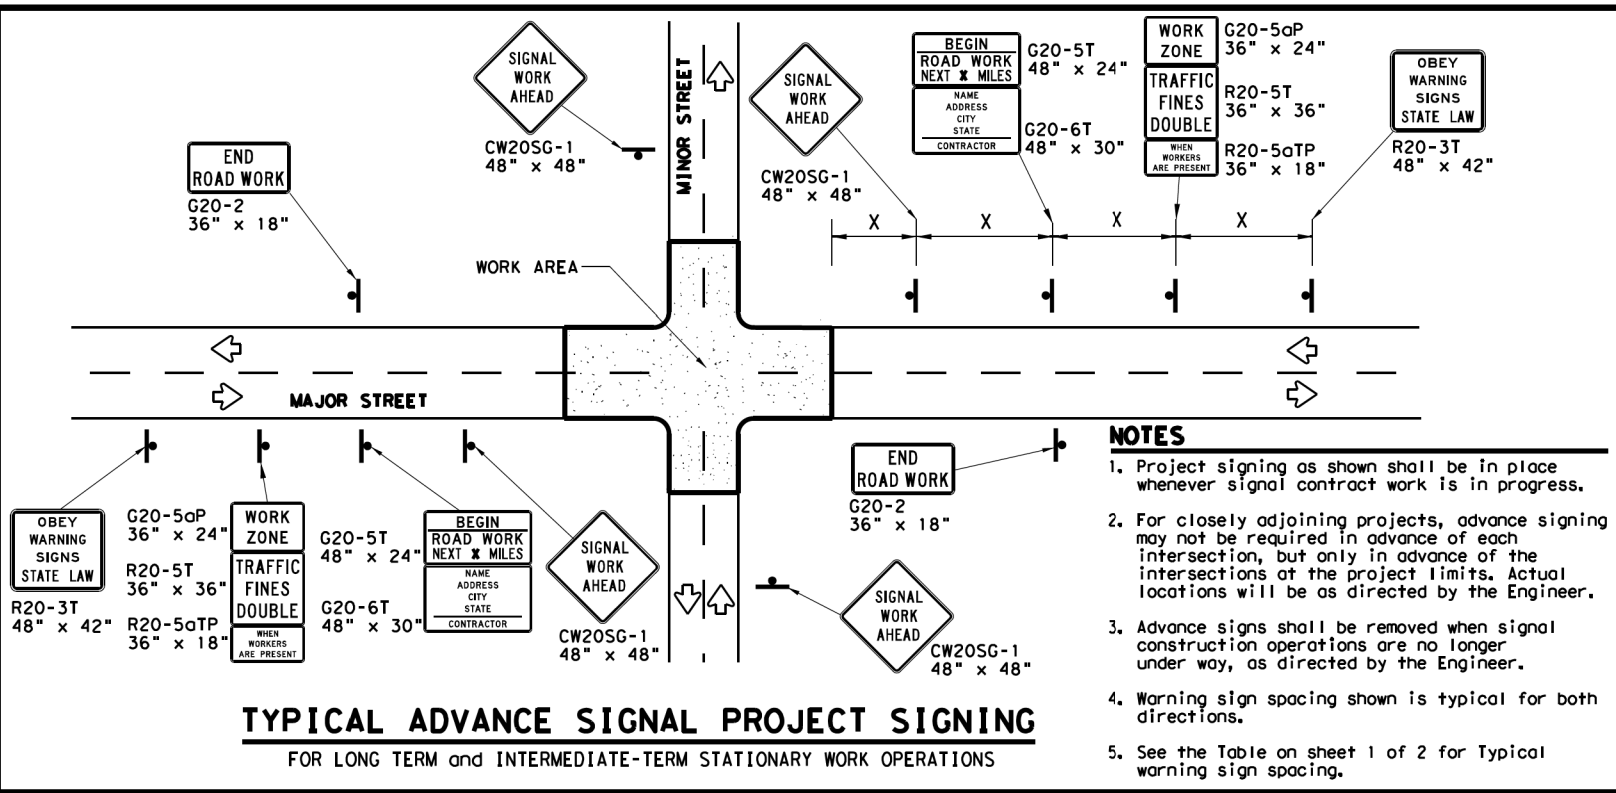 SIGNAL
WORK
AHEAD
CW20SG-1
48" x 48"
MINOR STREET
SIGNAL
WORK
AHEAD
CW20SG-1
48" x 48"
BEGIN
ROAD WORK
NEXT X MILES
NAME
ADDRESS
CITY
STATE
CONTRACTOR
G20-5T
48" x 24"
G20-6T
48" x 30"
WORK
ZONE
TRAFFIC
FINES
DOUBLE
WHEN
WORKERS
ARE PRESENT
G20-5aP
36" x 24"
R20-5T
36" x 36"
R20-5aTP
36" x 18"
OBEY
WARNING
SIGNS
STATE LAW
R20-3T
48" x 42"
END
ROAD WORK
G20-2
36" x 18"
X
X
X
X
WORK AREA
MAJOR STREET
OBEY
WARNING
SIGNS
STATE LAW
R20-3T
48" x 42"
G20-5aP
36" x 24"
R20-5T
36" x 36"
R20-5aTP
36" x 18"
WORK
ZONE
TRAFFIC
FINES
DOUBLE
WHEN
WORKERS
ARE PRESENT
G20-5T
48" x 24"
G20-6T
48" x 30"
BEGIN
ROAD WORK
NEXT X MILES
NAME
ADDRESS
CITY
STATE
CONTRACTOR
SIGNAL
WORK
AHEAD
CW20SG-1
48" x 48"
END
ROAD WORK
G20-2
36" x 18"
SIGNAL
WORK
AHEAD
CW20SG-1
48" x 48"
TYPICAL ADVANCE SIGNAL PROJECT SIGNING
FOR LONG TERM and INTERMEDIATE-TERM STATIONARY WORK OPERATIONS
NOTES
1. Project signing as shown shall be in place
whenever signal contract work is in progress.
2. For closely adjoining projects, advance signing
may not be required in advance of each
intersection, but only in advance of the
intersections at the project limits. Actual
locations will be as directed by the Engineer.
3. Advance signs shall be removed when signal
construction operations are no longer
under way, as directed by the Engineer.
4. Warning sign spacing shown is typical for both
directions.
5. See the Table on sheet 1 of 2 for Typical
warning sign spacing.